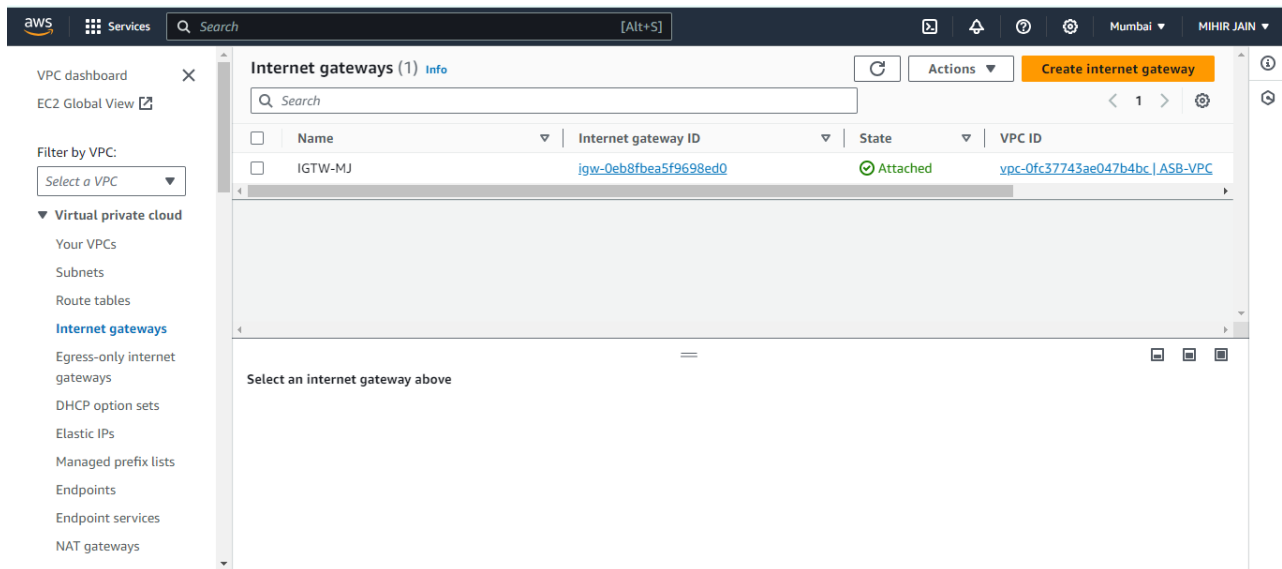 aws Services Search [Alt+S] Mumbai MIHIR JAIN
VPC dashboard
EC2 Global View
Filter by VPC:
Select a VPC
Virtual private cloud
Your VPCs
Subnets
Route tables
Internet gateways
Egress-only internet
gateways
DHCP option sets
Elastic IPs
Managed prefix lists
Endpoints
Endpoint services
NAT gateways
Internet gateways (1) Info
Actions Create internet gateway
Search
1
Name Internet gateway ID State VPC ID
IGTW-MJ igw-0eb8fbea5f9698ed0 Attached vpc-0fc37743ae047b4bc | ASB-VPC
Select an internet gateway above